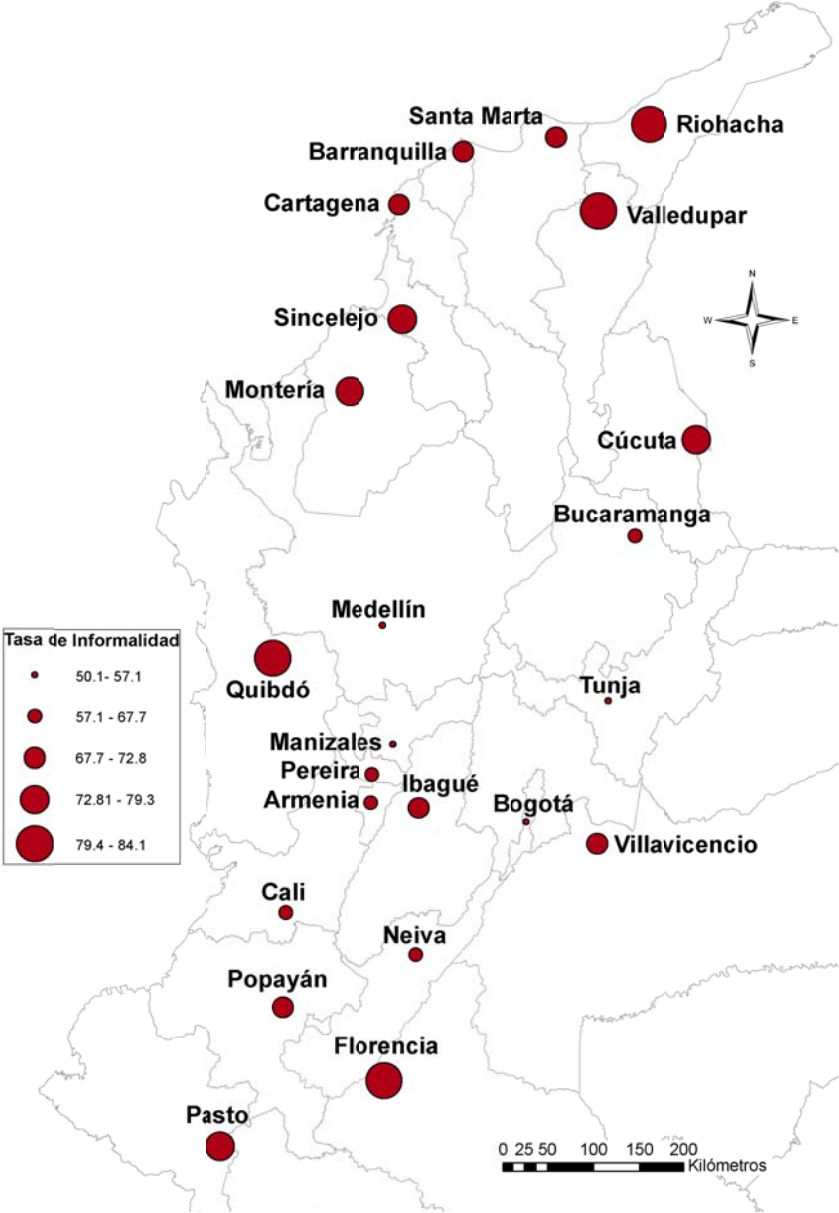 Santa Marta
Riohacha
Barranquilla
Cartagena
Valledupar
N
W E
S
Sincelejo
Montería
Cúcuta
Bucaramanga
Medellín
Tasa de Informalidad
50.1- 57.1
57.1 - 67.7
67.7 - 72.8
72.81 - 79.3
79.4 - 84.1
Quibdó
Tunja
Manizales
Pereira
Ibagué
Armenia
Bogotá
Villavicencio
Cali
Neiva
Popayán
Florencia
Pasto
0 25 50 100 150 200
Kilómetros